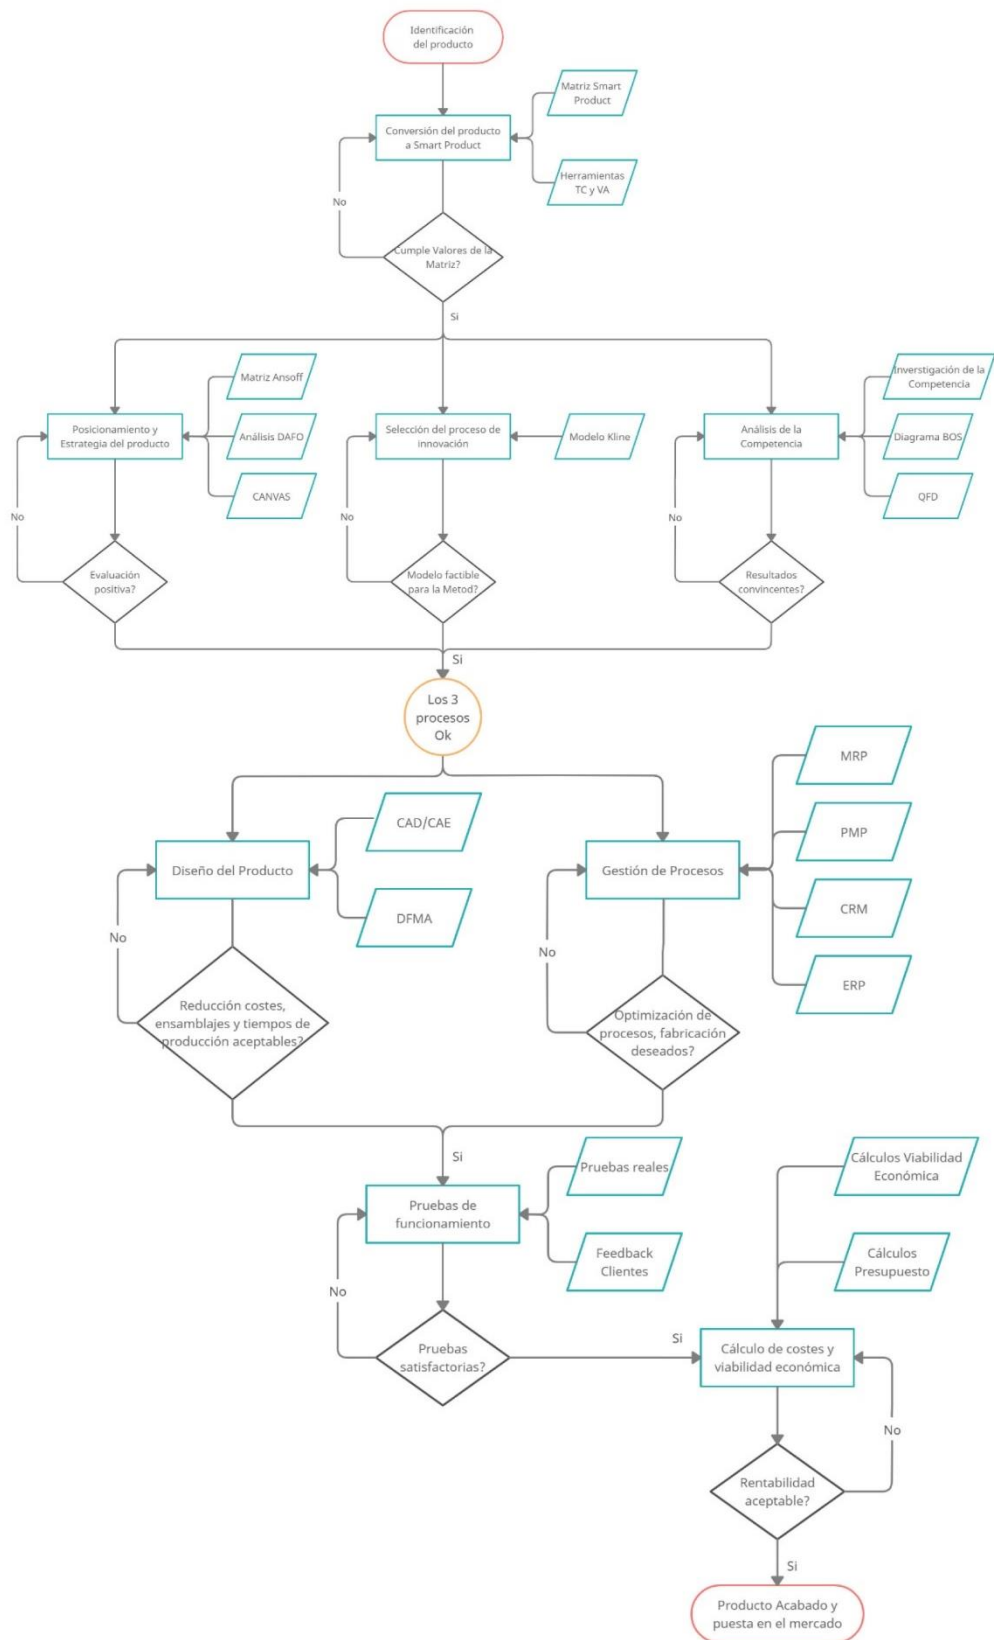 Identificación
del producto
Matriz Smart
Product
Conversión del producto
a Smart Product
Herramientas
TC y VA
No
Cumple Valores de la
Matriz?
Si
Matriz Ansoff
Posicionamiento y
Estrategia del producto
Análisis DAFO
CANVAS
No
Evaluación
positiva?
Selección del proceso de
innovación
Modelo Kline
No
Modelo factible
para la Metod?
Inverstigación de la
Competencia
Análisis de la
Competencia
Diagrama BOS
QFD
No
Resultados
convincentes?
Si
Los 3
procesos
Ok
CAD/CAE
Diseño del Producto
DFMA
No
Reducción costes,
ensamblajes y tiempos de
producción aceptables?
MRP
PMP
Gestión de Procesos
CRM
ERP
No
Optimización de
procesos, fabricación
deseados?
Si
Pruebas reales
Pruebas de
funcionamiento
Feedback
Clientes
No
Pruebas
satisfactorias?
Si
Cálculos Viabilidad
Económica
Cálculos
Presupuesto
Cálculo de costes y
viabilidad económica
No
Rentabilidad
aceptable?
Si
Producto Acabado y
puesta en el mercado